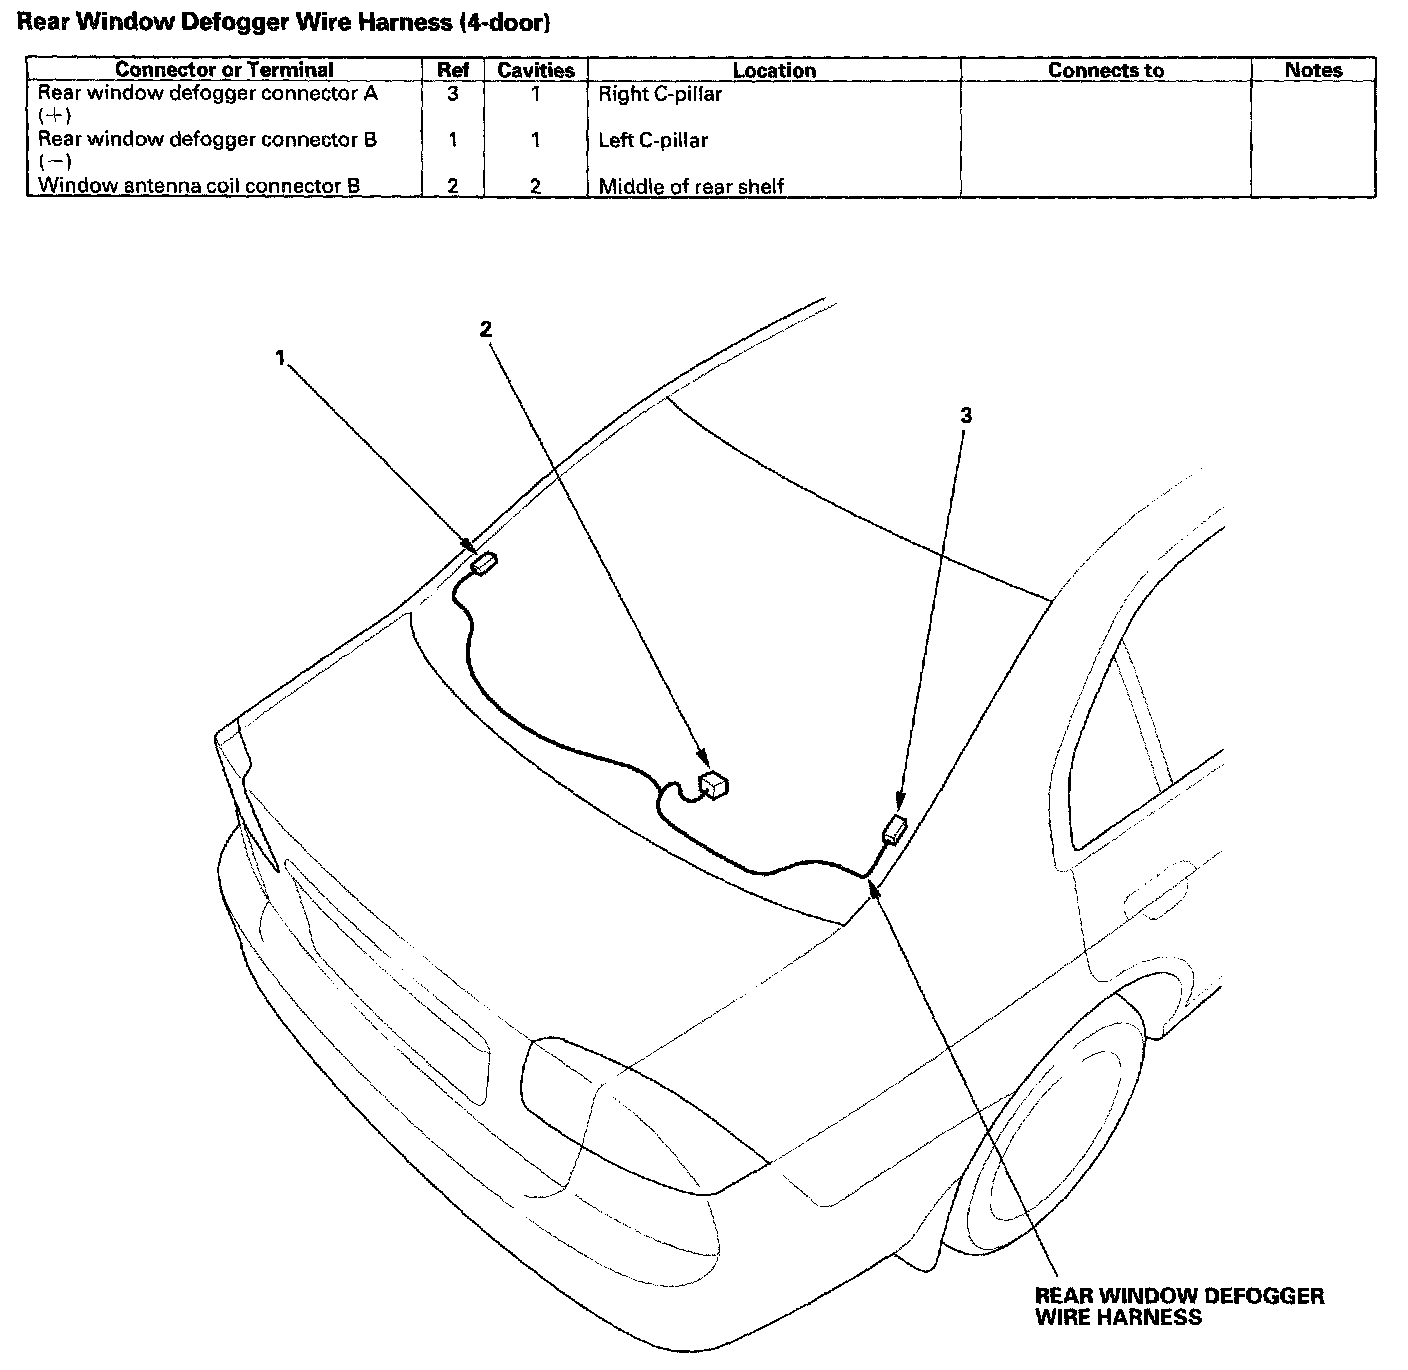 Rear Window Defogger Wire Harness (4-door)
Connector or Terminal Ref Cavities Location Connects to Notes
Rear window defogger connector A 3 1 Right C-pillar
(+)
Rear window defogger connector B 1 1 Left C-pillar
(−)
Window antenna coil connector B 2 2 Middle of rear shelf
2
1
3
REAR WINDOW DEFOGGER
WIRE HARNESS